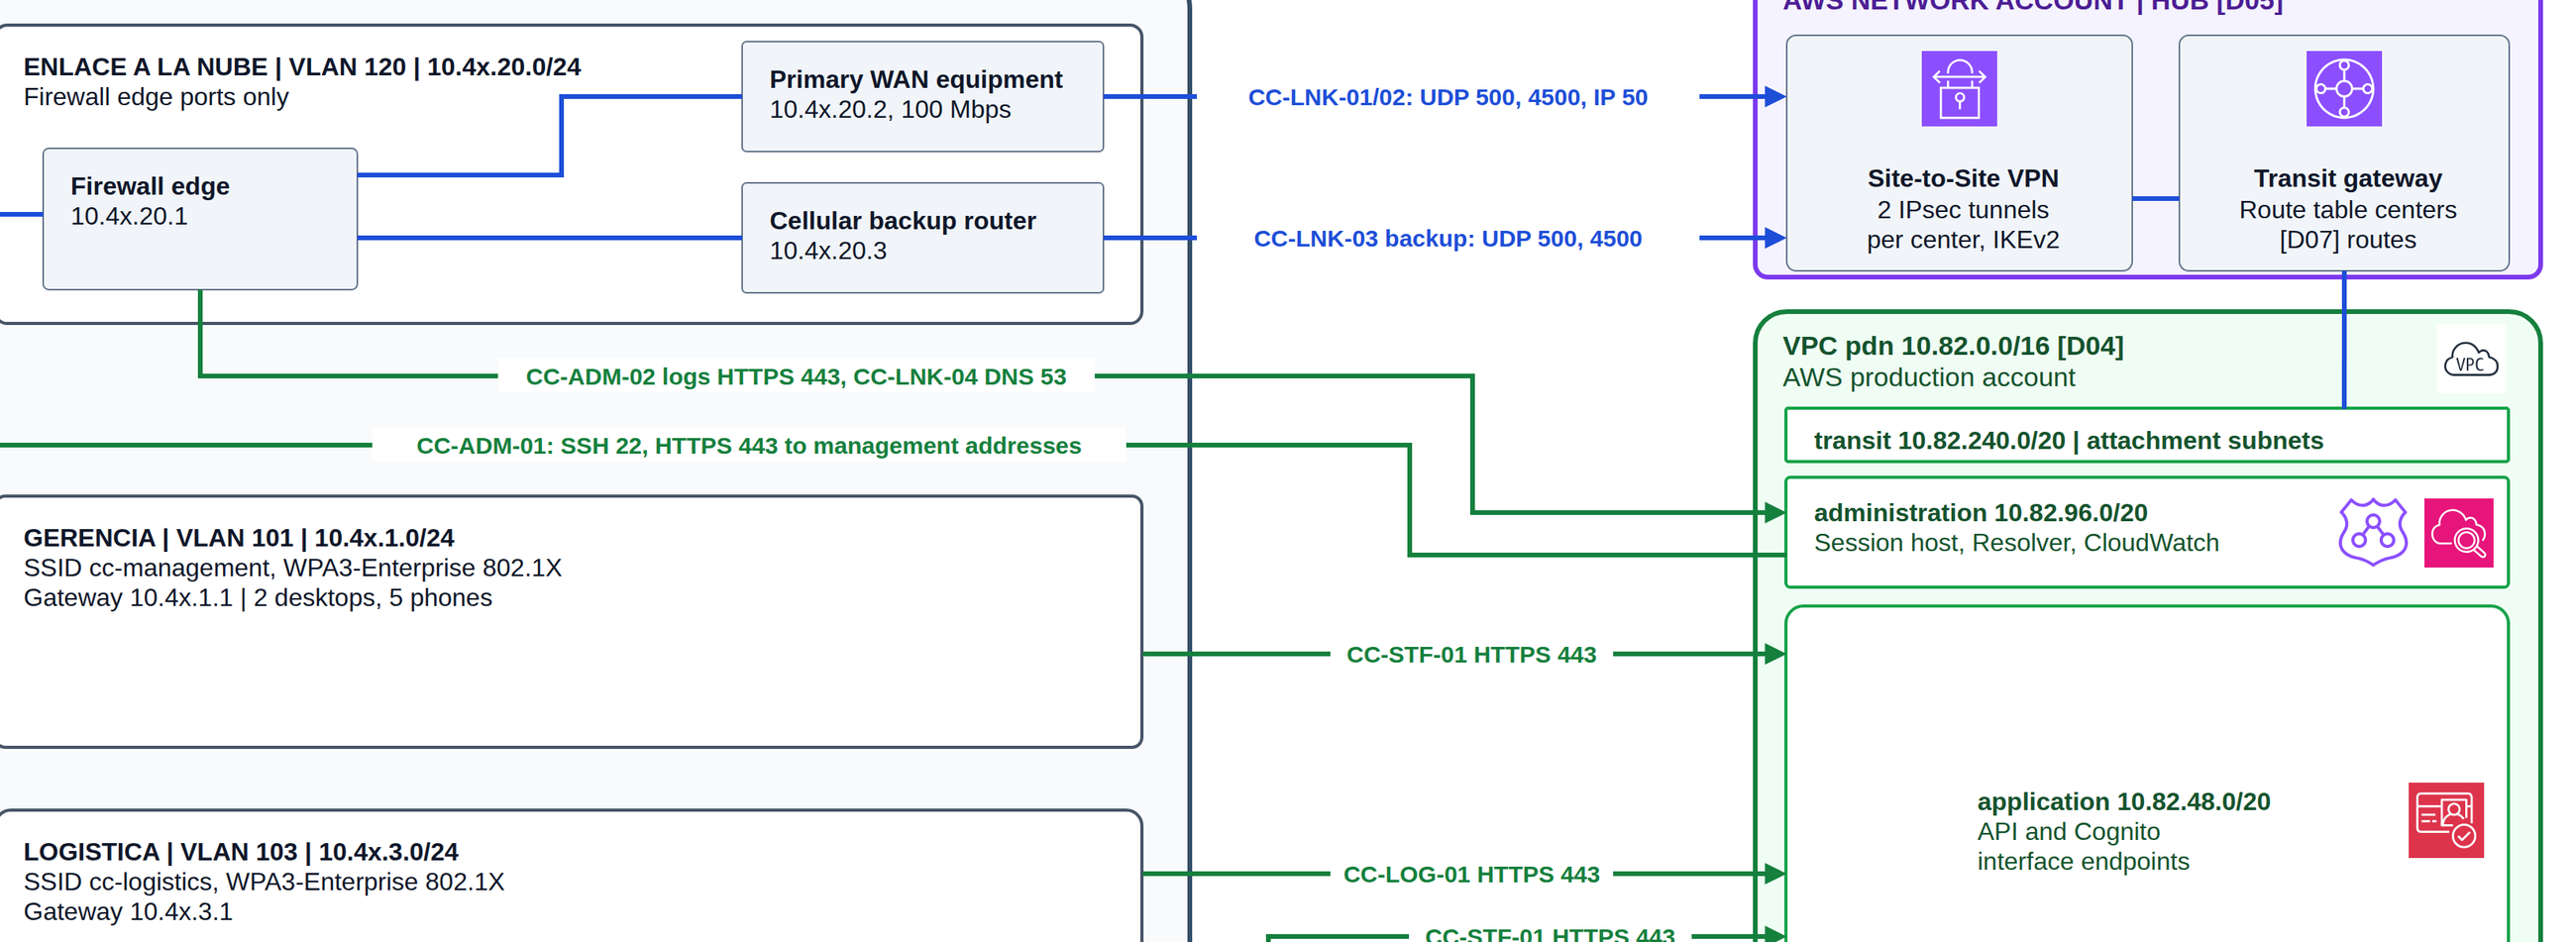 AWS NETWORK ACCOUNT | HUB [D05]
ENLACE A LA NUBE | VLAN 120 | 10.4x.20.0/24
Firewall edge ports only
Firewall edge
10.4x.20.1
Primary WAN equipment
10.4x.20.2, 100 Mbps
Cellular backup router
10.4x.20.3
CC-LNK-01/02: UDP 500, 4500, IP 50
CC-LNK-03 backup: UDP 500, 4500
Site-to-Site VPN
2 IPsec tunnels
per center, IKEv2
Transit gateway
Route table centers
[D07] routes
CC-ADM-02 logs HTTPS 443, CC-LNK-04 DNS 53
CC-ADM-01: SSH 22, HTTPS 443 to management addresses
VPC pdn 10.82.0.0/16 [D04]
AWS production account
VPC
transit 10.82.240.0/20 | attachment subnets
administration 10.82.96.0/20
Session host, Resolver, CloudWatch
GERENCIA | VLAN 101 | 10.4x.1.0/24
SSID cc-management, WPA3-Enterprise 802.1X
Gateway 10.4x.1.1 | 2 desktops, 5 phones
CC-STF-01 HTTPS 443
application 10.82.48.0/20
API and Cognito
interface endpoints
LOGISTICA | VLAN 103 | 10.4x.3.0/24
SSID cc-logistics, WPA3-Enterprise 802.1X
Gateway 10.4x.3.1
CC-LOG-01 HTTPS 443
CC-STF-01 HTTPS 443